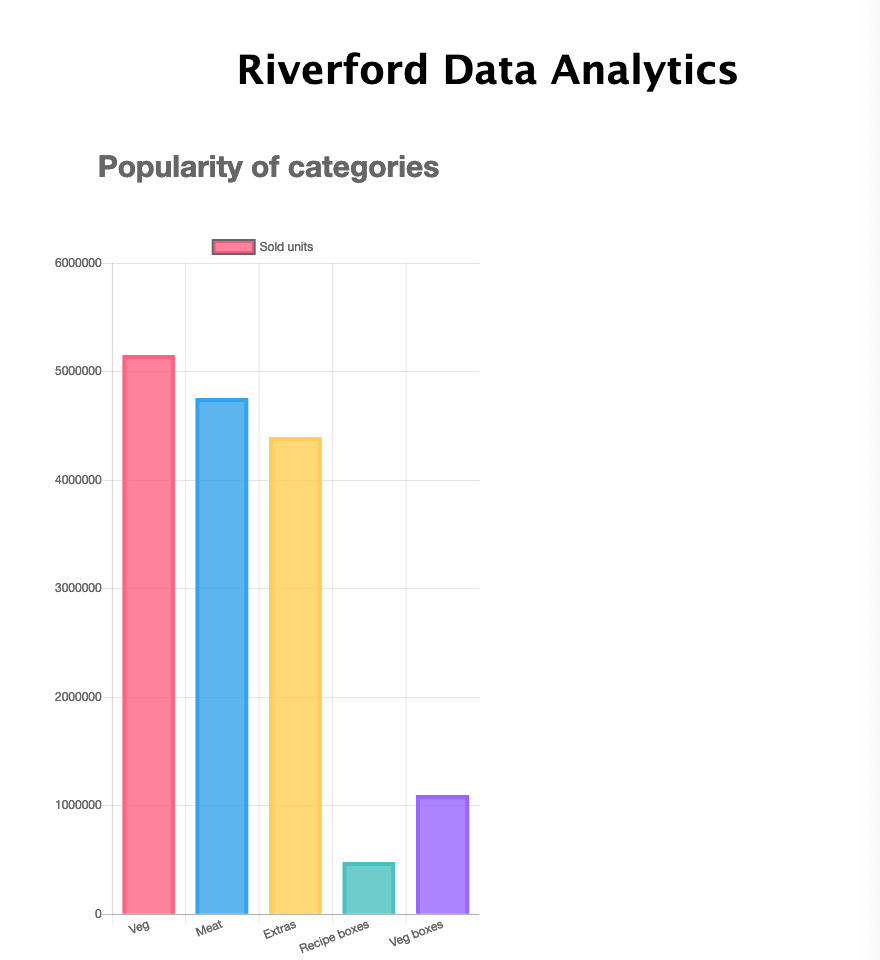 Riverford Data Analytics
Popularity of categories
Sold units
6000000
5000000
4000000
3000000
2000000
1000000
0
Veg
Meat
Extras
Recipe boxes
Veg boxes